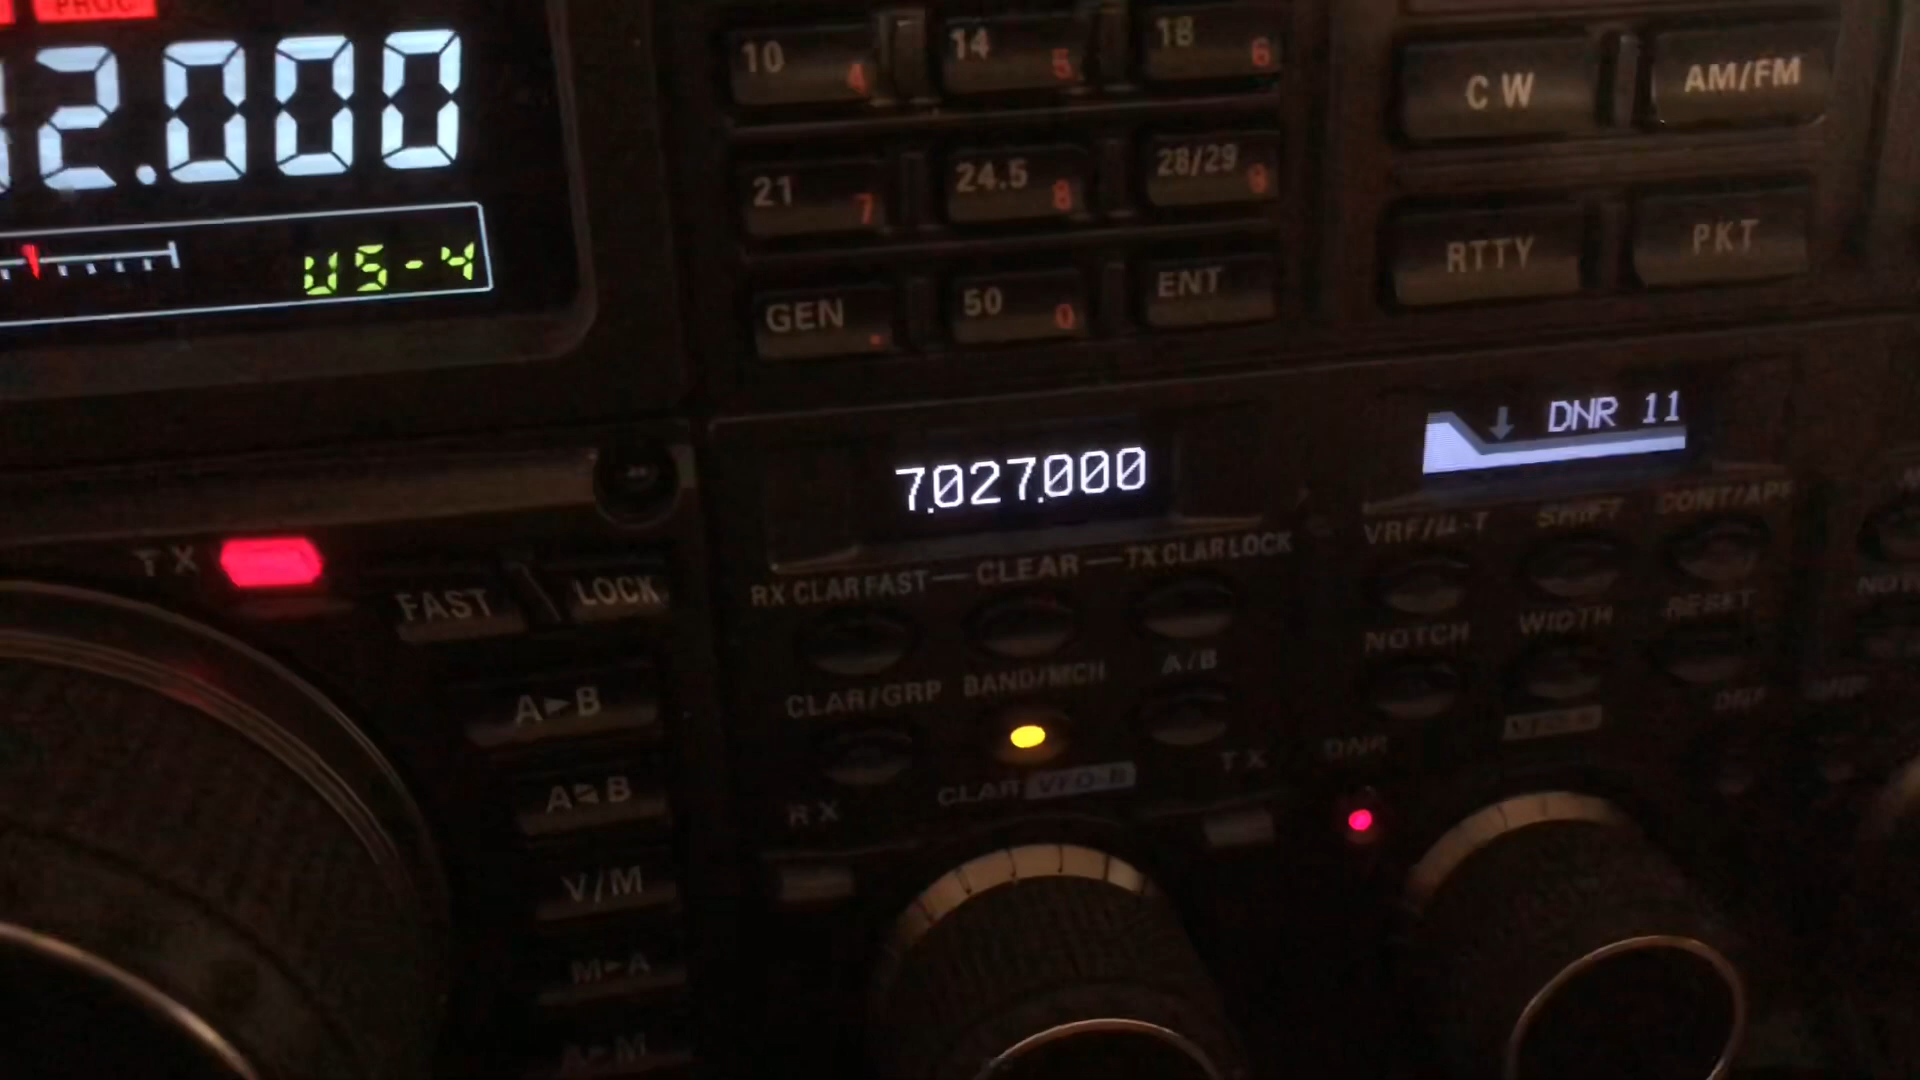 PROC
2.000
US-4
10 4
14 5
18 6
21 7
24.5 8
28/29 9
GEN .
50 0
ENT
CW
AM/FM
RTTY
PKT
7.027.000
DNR 11
TX
FAST
LOCK
RX CLAR FAST — CLEAR — TX CLAR LOCK
VRF/µ-T
SHIFT
CONT/APF
CLAR/GRP
BAND/MCH
A/B
NOTCH
WIDTH
RESET
A►B
A B
V/M
M►A
A►M
RX
CLAR VFO-B
TX
DNR
DNF